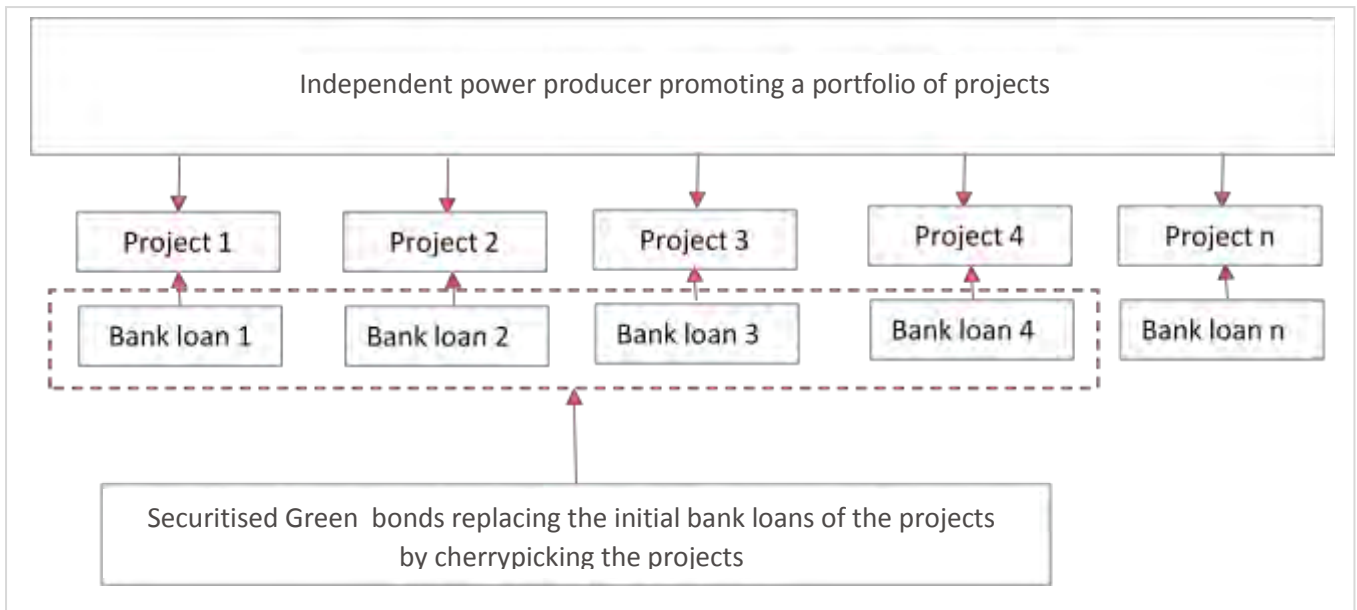 Independent power producer promoting a portfolio of projects
Project 1
Project 2
Project 3
Project 4
Project n
Bank loan 1
Bank loan 2
Bank loan 3
Bank loan 4
Bank loan n
Securitised Green bonds replacing the initial bank loans of the projects
by cherrypicking the projects